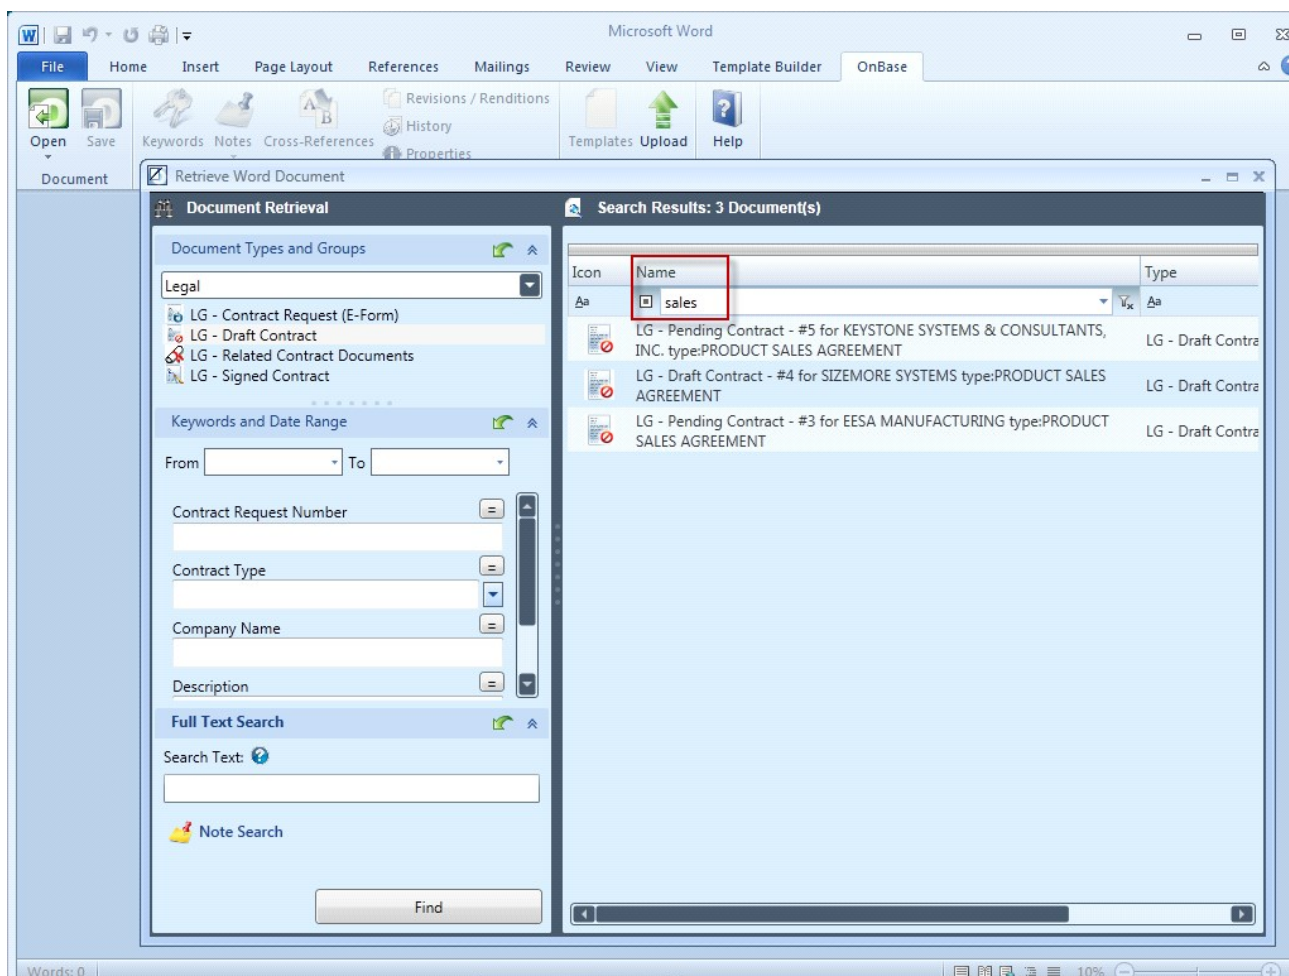 Microsoft Word
File Home Insert Page Layout References Mailings Review View Template Builder OnBase
Open Save Keywords Notes Cross-References Revisions / Renditions Templates Upload Help
History
Properties
Document
Retrieve Word Document
Document Retrieval
Document Types and Groups
Legal
LG - Contract Request (E-Form)
LG - Draft Contract
LG - Related Contract Documents
LG - Signed Contract
Keywords and Date Range
From To
Contract Request Number =
Contract Type =
Company Name =
Description =
Full Text Search
Search Text:
Note Search
Find
Search Results: 3 Document(s)
Icon Name Type
Aa sales Aa
LG - Pending Contract - #5 for KEYSTONE SYSTEMS & CONSULTANTS,
INC. type:PRODUCT SALES AGREEMENT
LG - Draft Contra
LG - Draft Contract - #4 for SIZEMORE SYSTEMS type:PRODUCT SALES
AGREEMENT
LG - Draft Contra
LG - Pending Contract - #3 for EESA MANUFACTURING type:PRODUCT
SALES AGREEMENT
LG - Draft Contra
Words: 0 10%